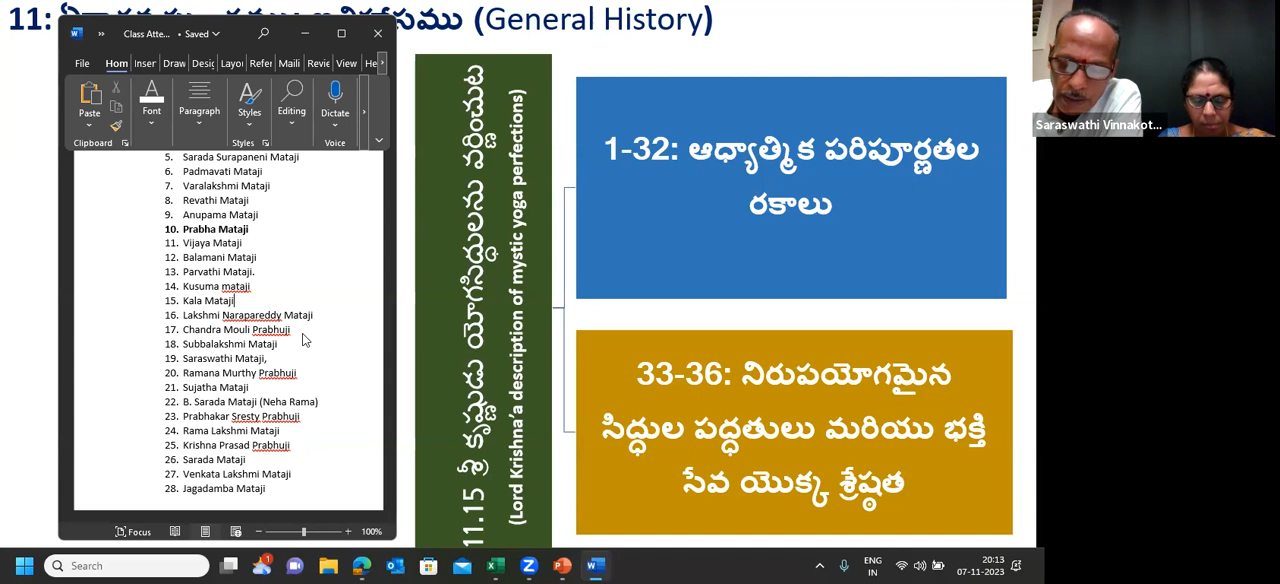 11:
(General History)
Class Atte... • Saved
File Hom Inser Draw Desig Layou Refer Maili Revie View He
Paste
Font
Paragraph
Styles
Editing
Dictate
Clipboard
Styles
Voice
5. Sarada Surapaneni Mataji
6. Padmavati Mataji
7. Varalakshmi Mataji
8. Revathi Mataji
9. Anupama Mataji
10. Prabha Mataji
11. Vijaya Mataji
12. Balamani Mataji
13. Parvathi Mataji.
14. Kusuma mataji
15. Kala Mataji
16. Lakshmi Narapareddy Mataji
17. Chandra Mouli Prabhuji
18. Subbalakshmi Mataji
19. Saraswathi Mataji,
20. Ramana Murthy Prabhuji
21. Sujatha Mataji
22. B. Sarada Mataji (Neha Rama)
23. Prabhakar Sresty Prabhuji
24. Rama Lakshmi Mataji
25. Krishna Prasad Prabhuji
26. Sarada Mataji
27. Venkata Lakshmi Mataji
28. Jagadamba Mataji
Focus
100%
11.15 శ్రీ కృష్ణుడు యోగసిద్ధులను వర్ణించుట
(Lord Krishna'a description of mystic yoga perfections)
1-32: ఆధ్యాత్మిక పరిపూర్ణతల
రకాలు
33-36: నిరుపయోగమైన
సిద్ధుల పద్ధతులు మరియు భక్తి
సేవ యొక్క శ్రేష్ఠత
Saraswathi Vinnakot...
Search
1
ENG
IN
20:13
07-11-2023